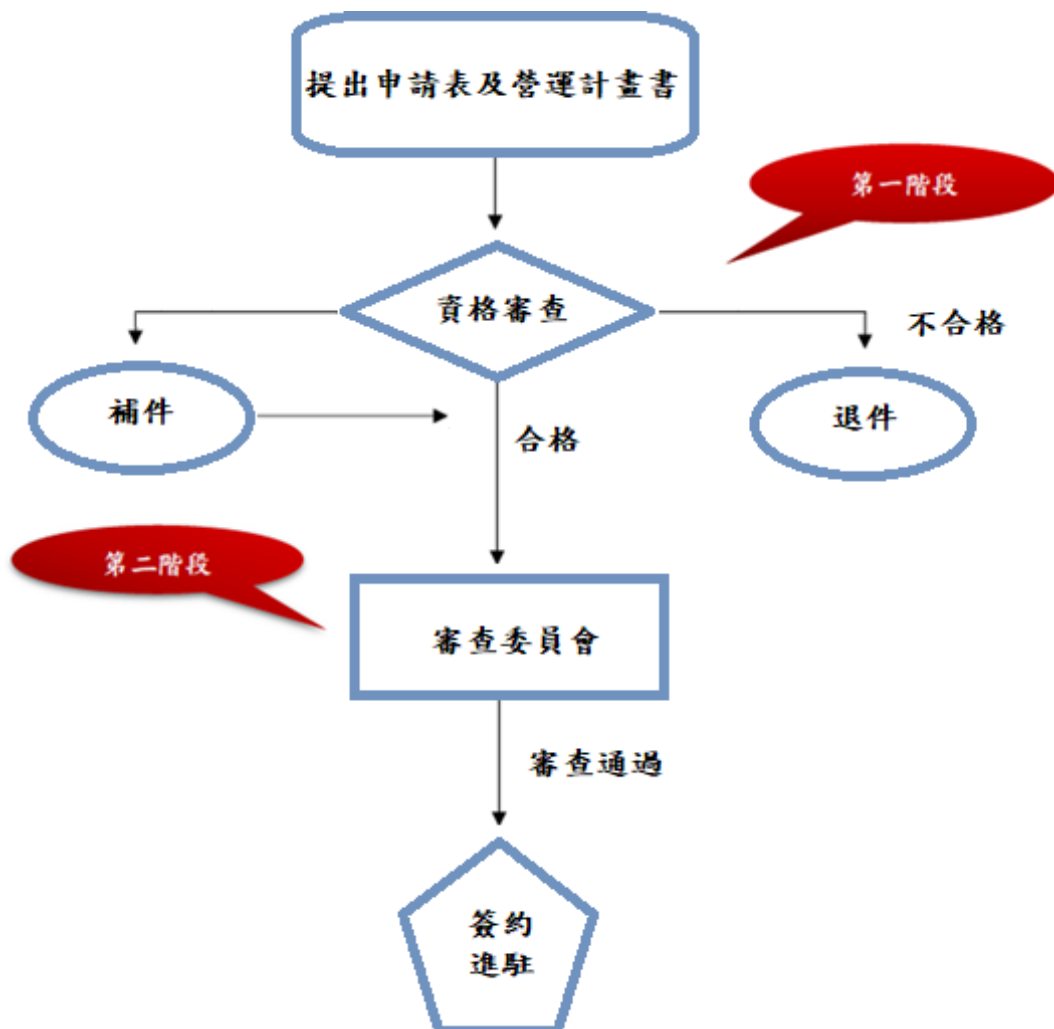 提出申請表及營運計畫書
第一階段
資格審查
不合格
補件
退件
合格
第二階段
審查委員會
審查通過
簽約
進駐